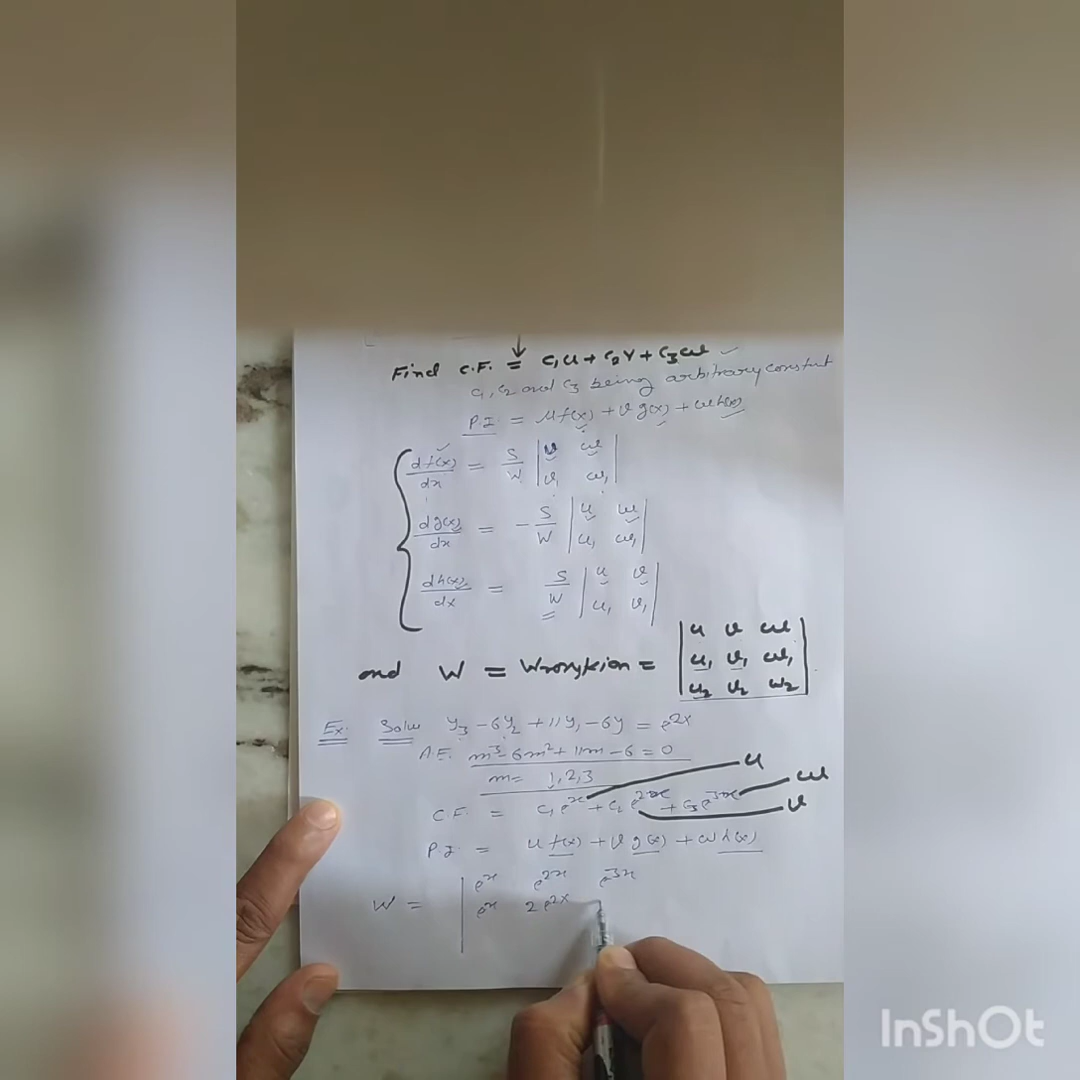 Find C.F. = C₁u + C₂v + C₃w
C₁, C₂ and C₃ being arbitrary constant
P.I. = u f(x) + v g(x) + w h(x)
df(x)/dx = S/W | v w |
| v₁ w₁ |
dg(x)/dx = - S/W | u w |
| u₁ w₁ |
dh(x)/dx = S/W | u v |
| u₁ v₁ |
and W = Wronykion = | u v w |
| u₁ v₁ w₁ |
| u₂ v₂ w₂ |
Ex. Solve y₃ - 6y₂ + 11y₁ - 6y = e^2x
A.E. m³ - 6m² + 11m - 6 = 0
m = 1, 2, 3
u
w
C.F. = C₁e^x + C₂e^2x + C₃e^3x
v
P.I. = u f(x) + v g(x) + w h(x)
W = | e^x e^2x e^3x
e^x 2e^2x
InShOt